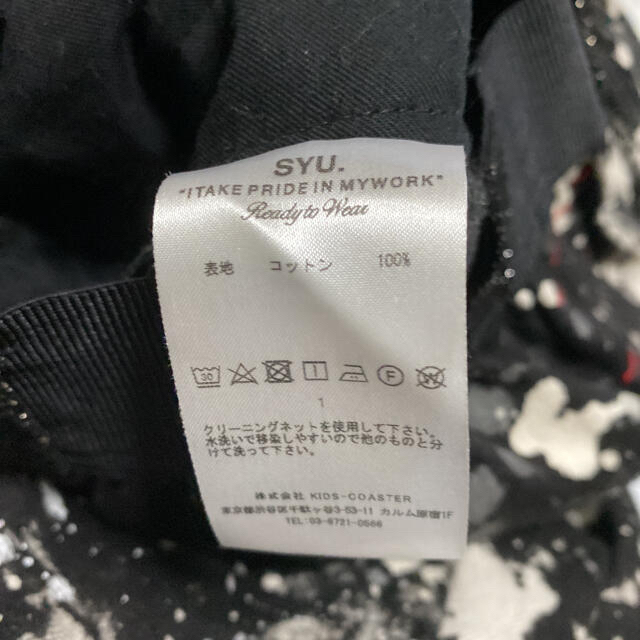 SYU.
"I TAKE PRIDE IN MY WORK"
Ready to Wear
表地 コットン 100%
30 F W
1
クリーニングネットを使用して下さい。
水洗いで移染しやすいので他のものと分
けて洗って下さい。
株式会社 KIDS-COASTER
東京都渋谷区千駄ヶ谷3-53-11 カルム原宿1F
TEL:03-6721-0566